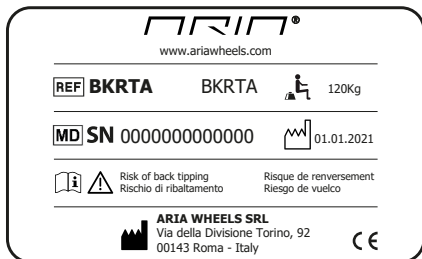 ARIA®
www.ariawheels.com
REF BKRTA BKRTA 120Kg
MD SN 0000000000000 01.01.2021
Risk of back tipping Risque de renversement
Rischio di ribaltamento Riesgo de vuelco
ARIA WHEELS SRL
Via della Divisione Torino, 92
00143 Roma - Italy CE